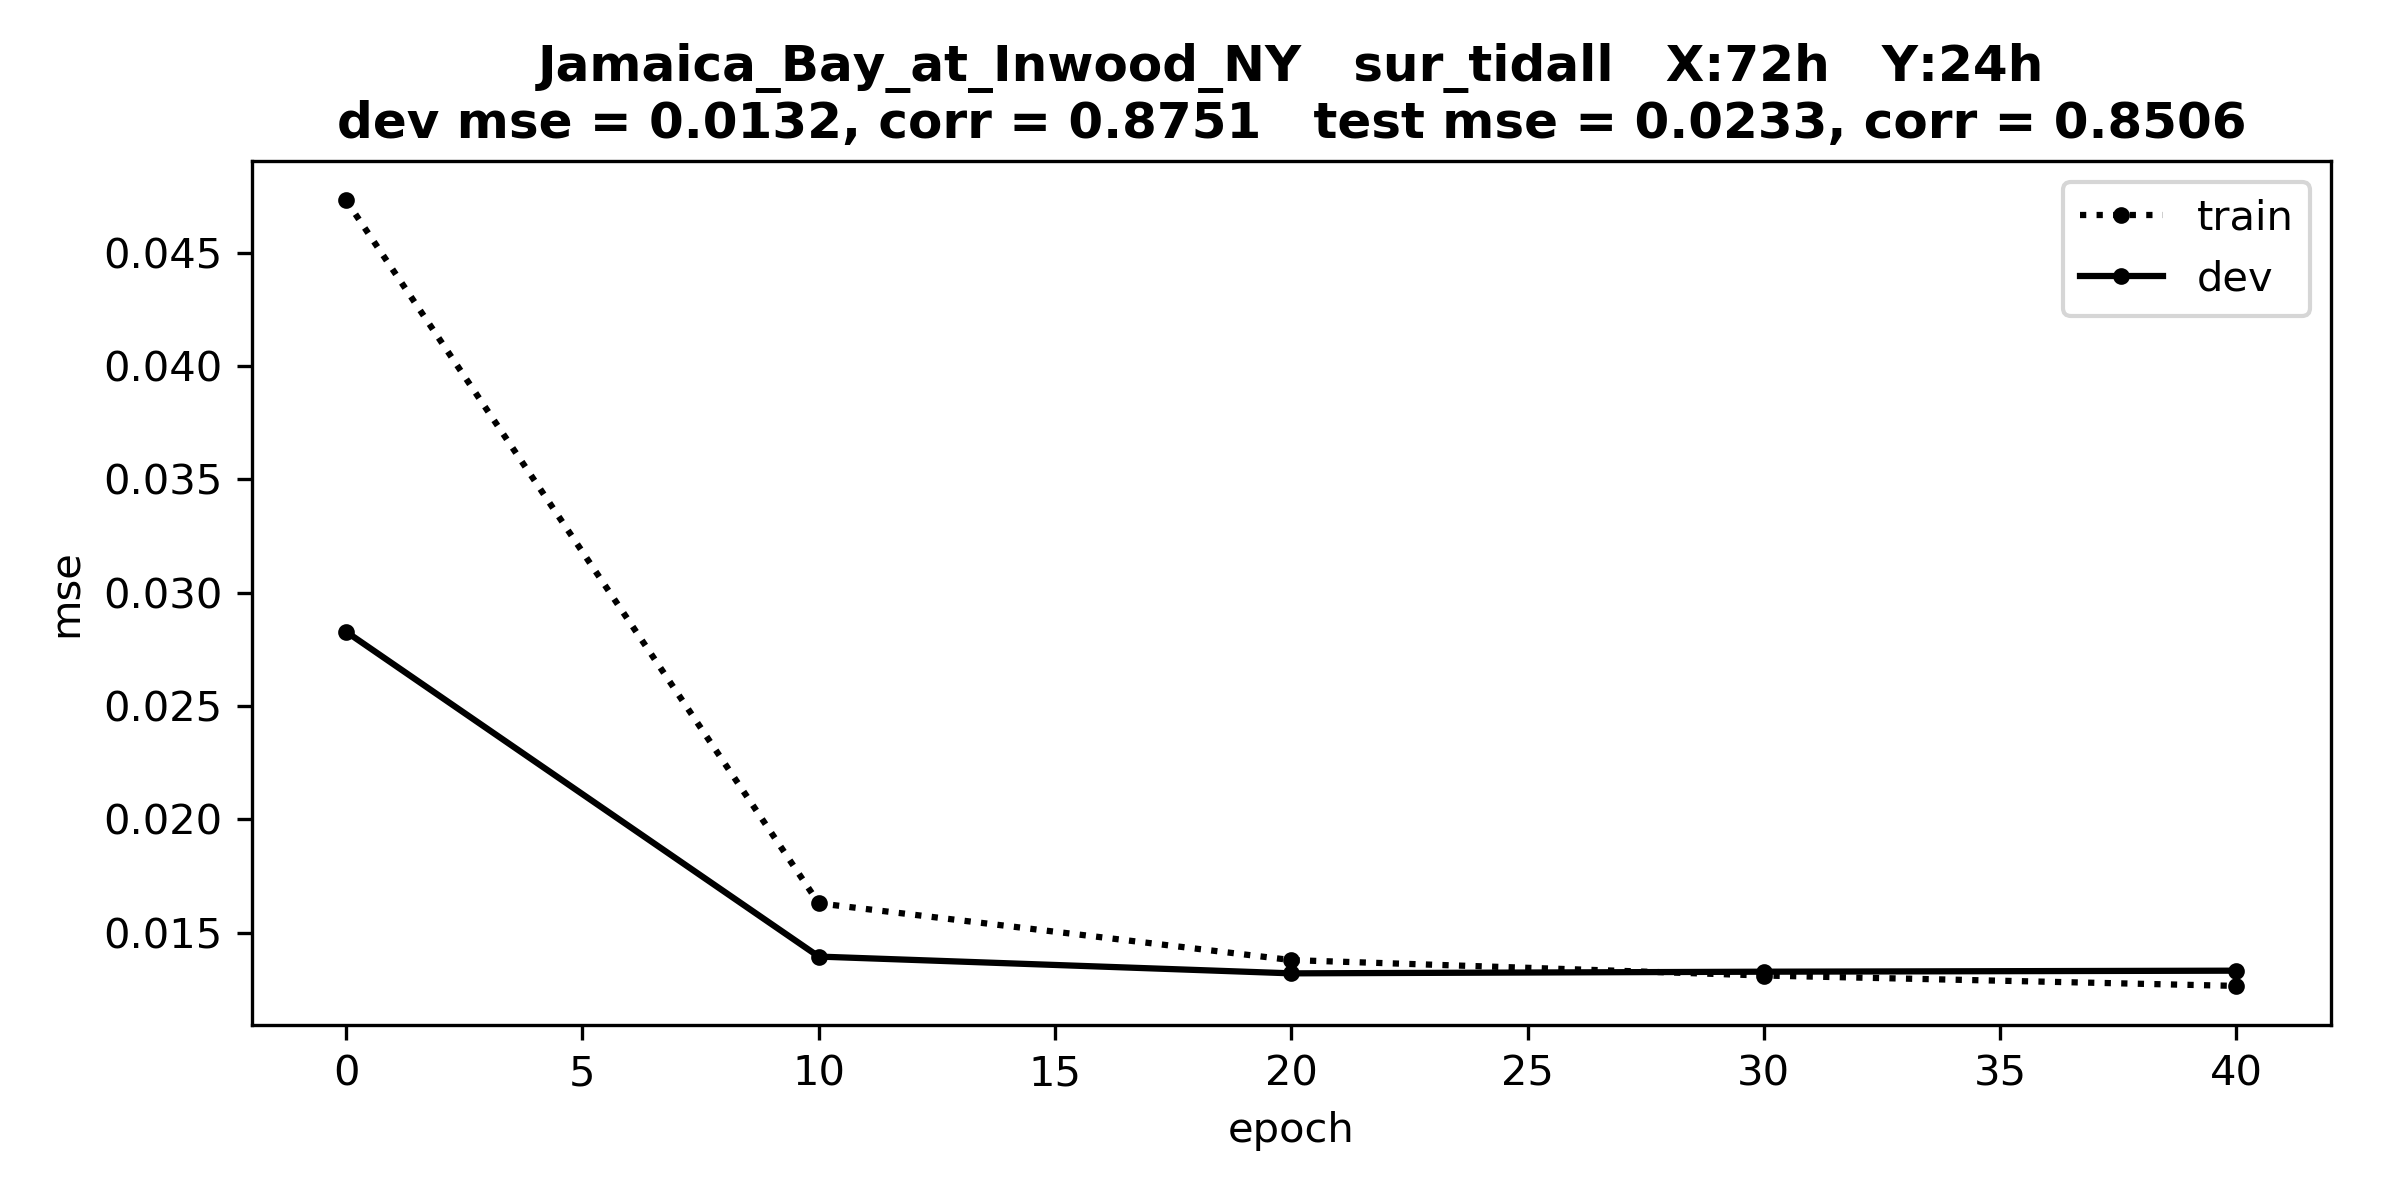 Jamaica_Bay_at_Inwood_NY   sur_tidall   X:72h   Y:24h
dev mse = 0.0132, corr = 0.8751   test mse = 0.0233, corr = 0.8506
train
dev
mse
0.045
0.040
0.035
0.030
0.025
0.020
0.015
0 5 10 15 20 25 30 35 40
epoch